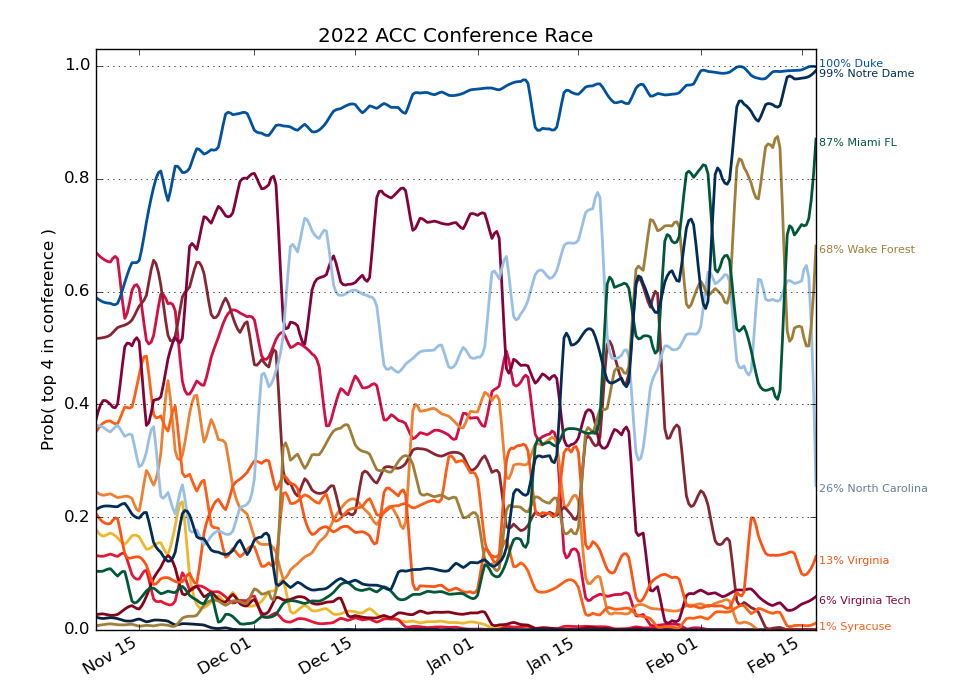 2022 ACC Conference Race
Prob( top 4 in conference )
1.0
0.8
0.6
0.4
0.2
0.0
Nov 15
Dec 01
Dec 15
Jan 01
Jan 15
Feb 01
Feb 15
100% Duke
99% Notre Dame
87% Miami FL
68% Wake Forest
26% North Carolina
13% Virginia
6% Virginia Tech
1% Syracuse